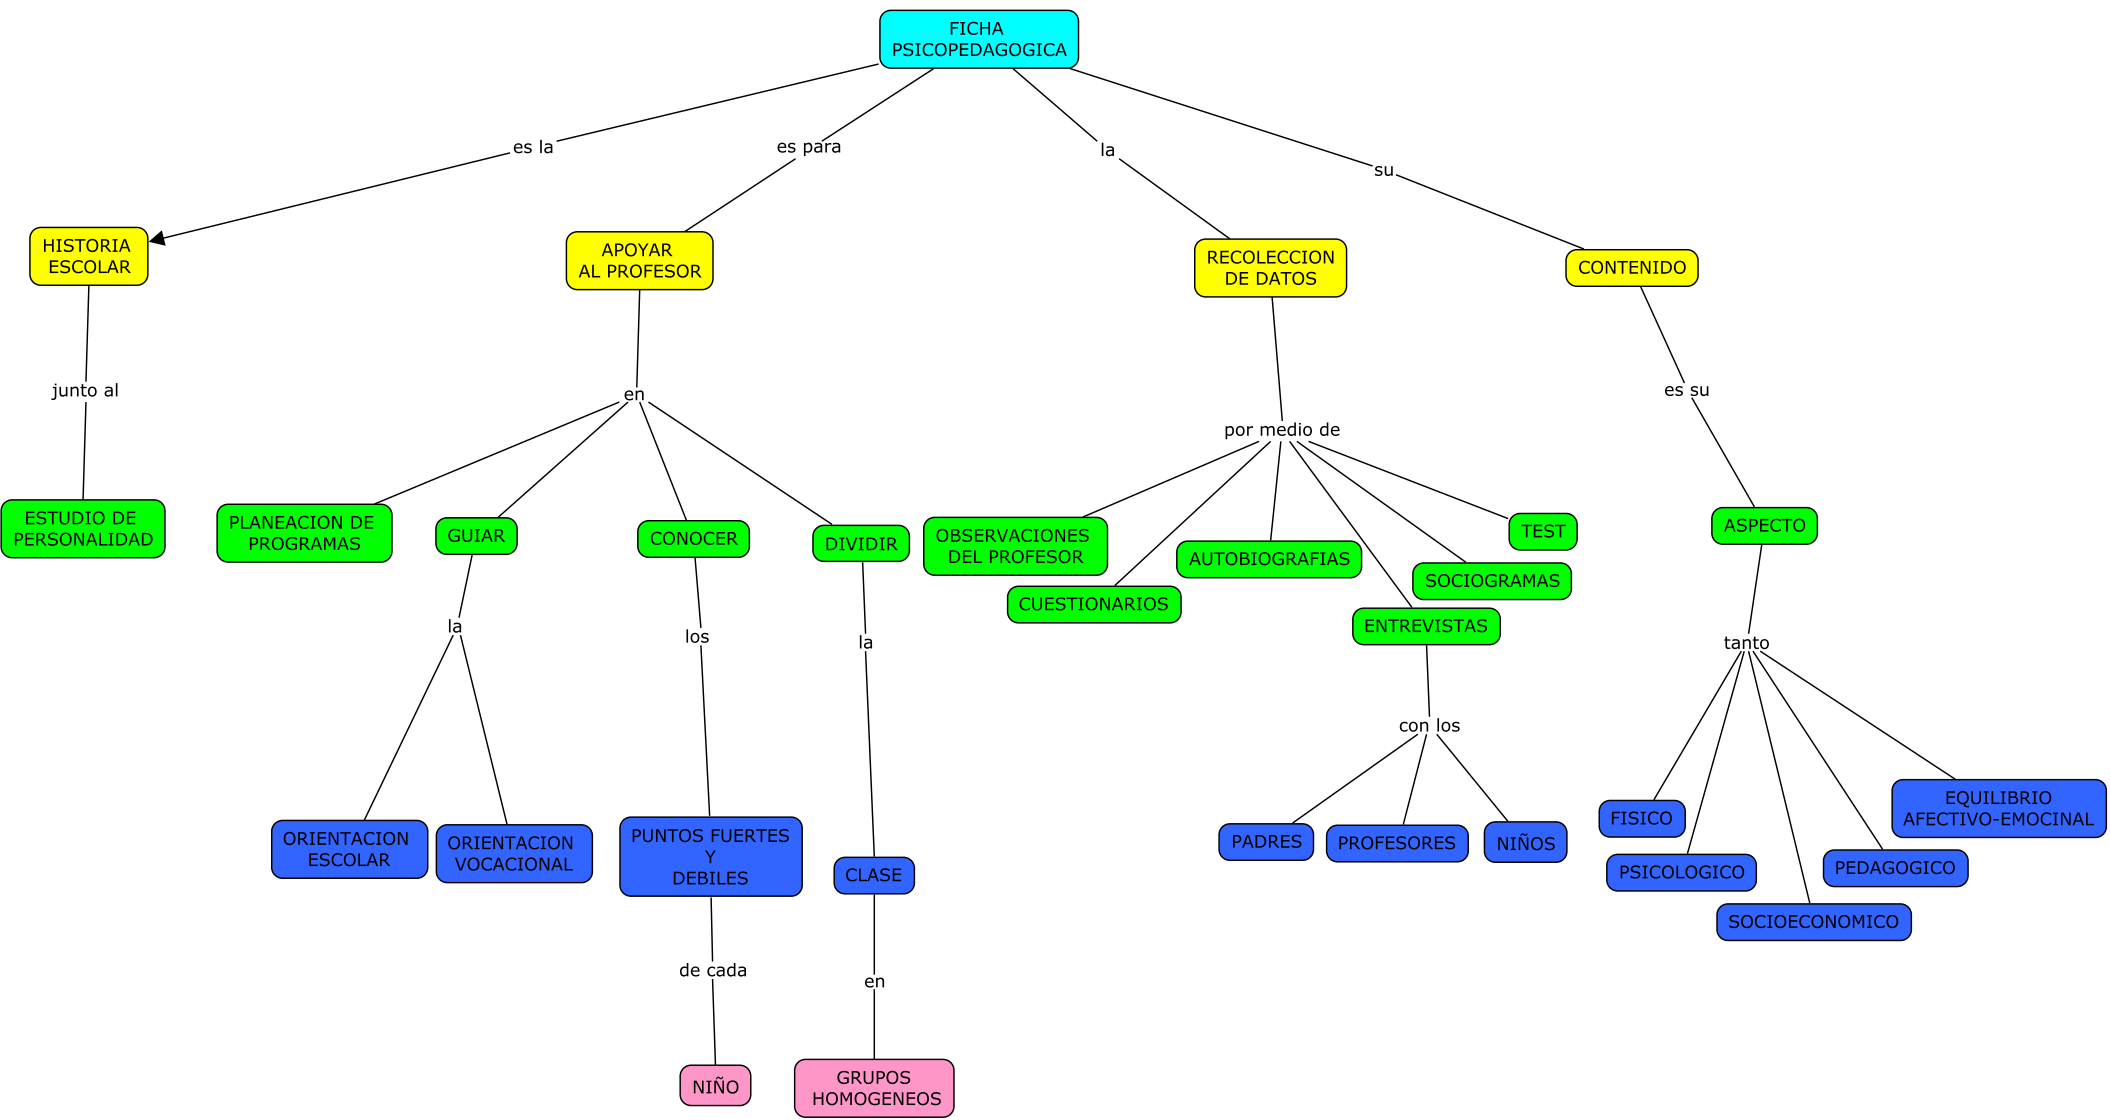 FICHA
PSICOPEDAGOGICA
es la
es para
la
su
HISTORIA
ESCOLAR
APOYAR
AL PROFESOR
RECOLECCION
DE DATOS
CONTENIDO
junto al
en
por medio de
es su
ESTUDIO DE
PERSONALIDAD
PLANEACION DE
PROGRAMAS
GUIAR
CONOCER
DIVIDIR
OBSERVACIONES
DEL PROFESOR
CUESTIONARIOS
AUTOBIOGRAFIAS
ENTREVISTAS
SOCIOGRAMAS
TEST
ASPECTO
la
los
la
con los
tanto
ORIENTACION
ESCOLAR
ORIENTACION
VOCACIONAL
PUNTOS FUERTES
Y
DEBILES
CLASE
PADRES
PROFESORES
NIÑOS
FISICO
PSICOLOGICO
SOCIOECONOMICO
PEDAGOGICO
EQUILIBRIO
AFECTIVO-EMOCINAL
de cada
en
NIÑO
GRUPOS
HOMOGENEOS